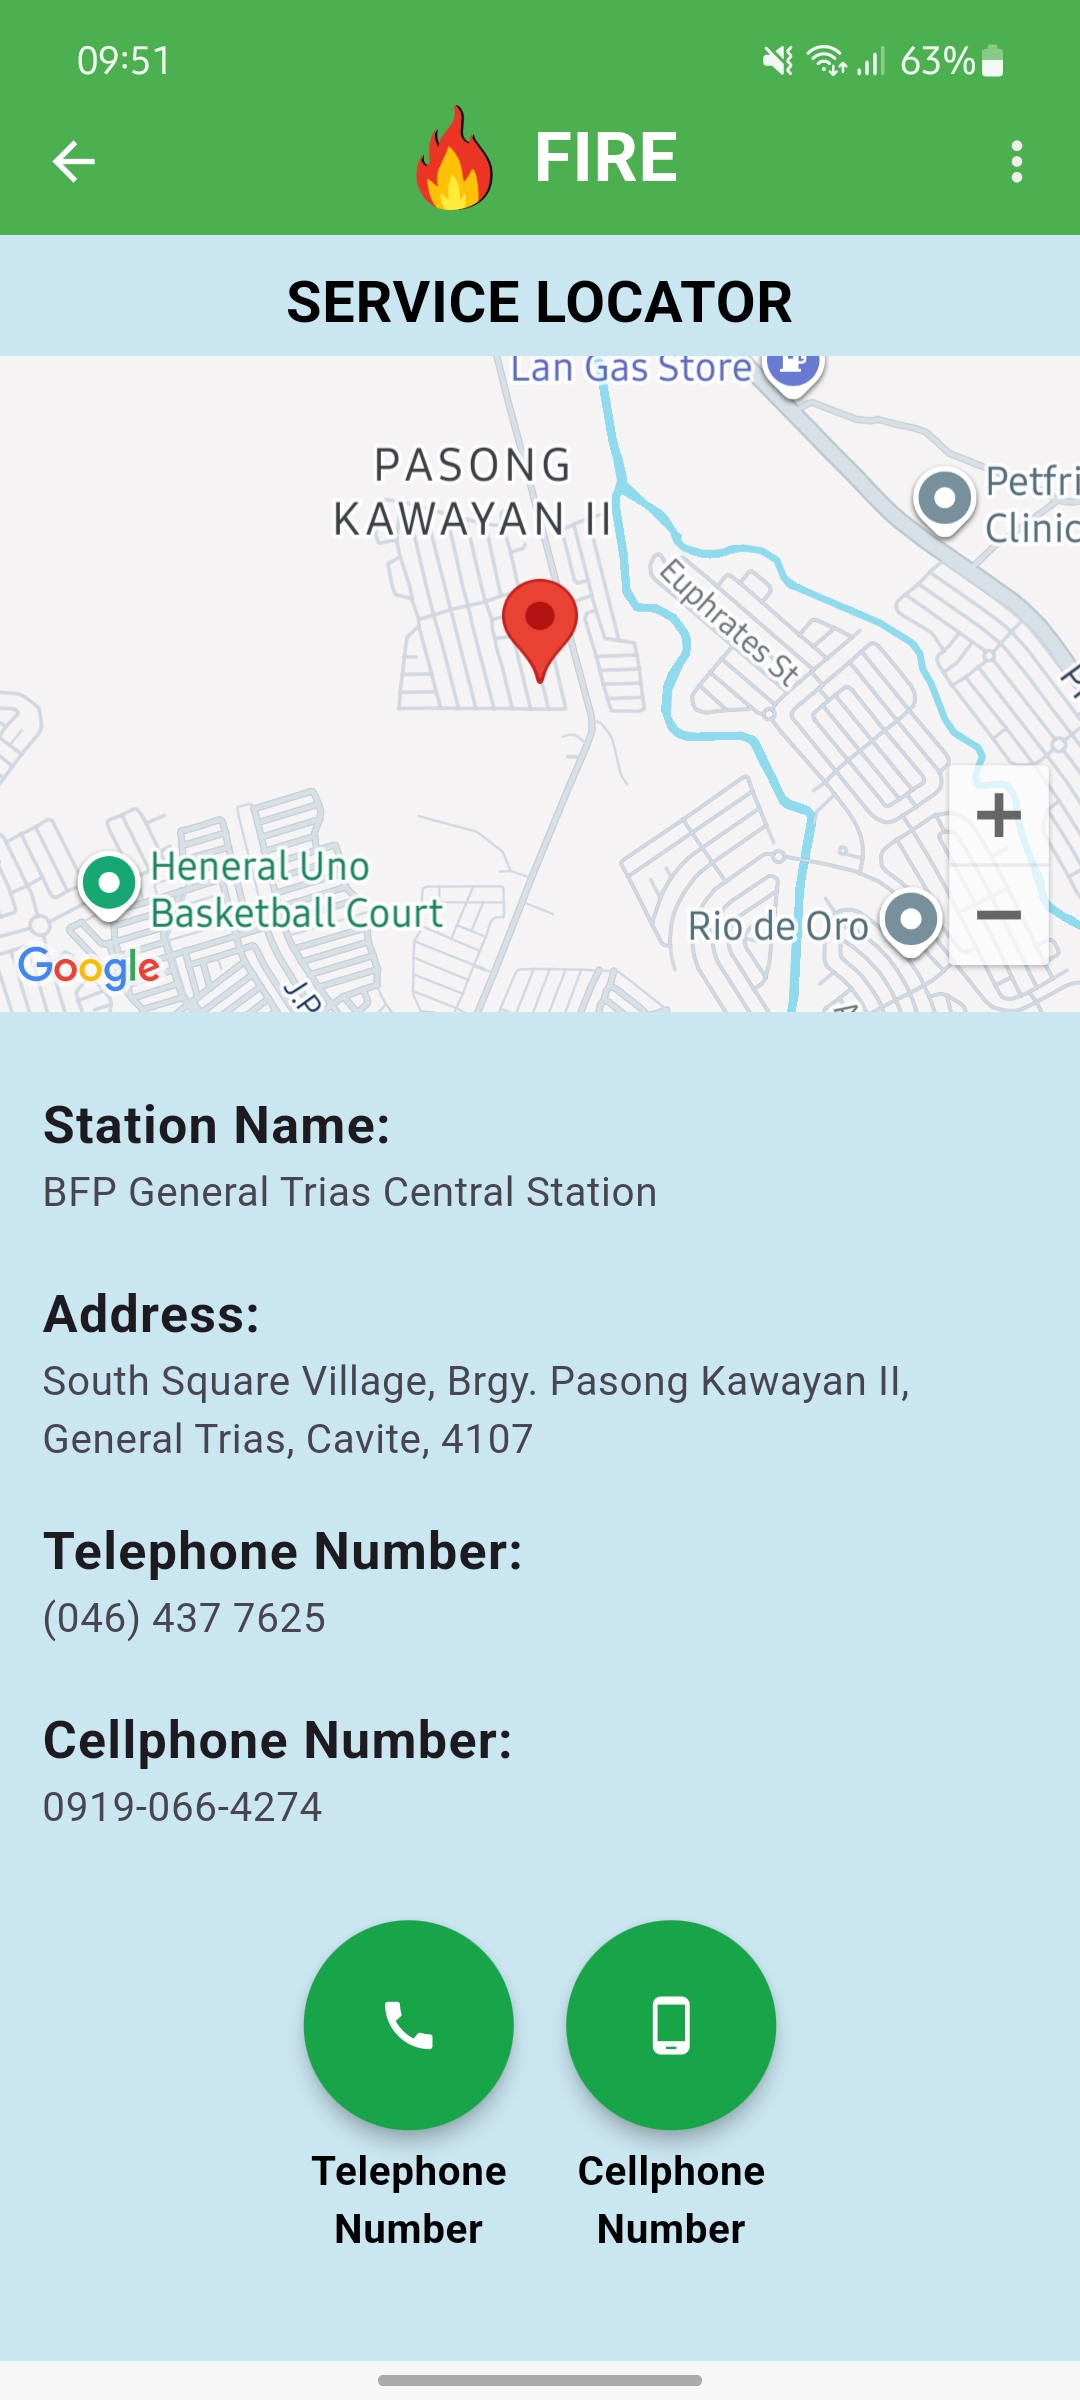 09:51
63%
FIRE
SERVICE LOCATOR
Lan Gas Store
PASONG
KAWAYAN II
Petfri
Clinic
Euphrates St
Heneral Uno
Basketball Court
Rio de Oro
Google
J.P
+
−
Station Name:
BFP General Trias Central Station
Address:
South Square Village, Brgy. Pasong Kawayan II,
General Trias, Cavite, 4107
Telephone Number:
(046) 437 7625
Cellphone Number:
0919-066-4274
Telephone
Number
Cellphone
Number